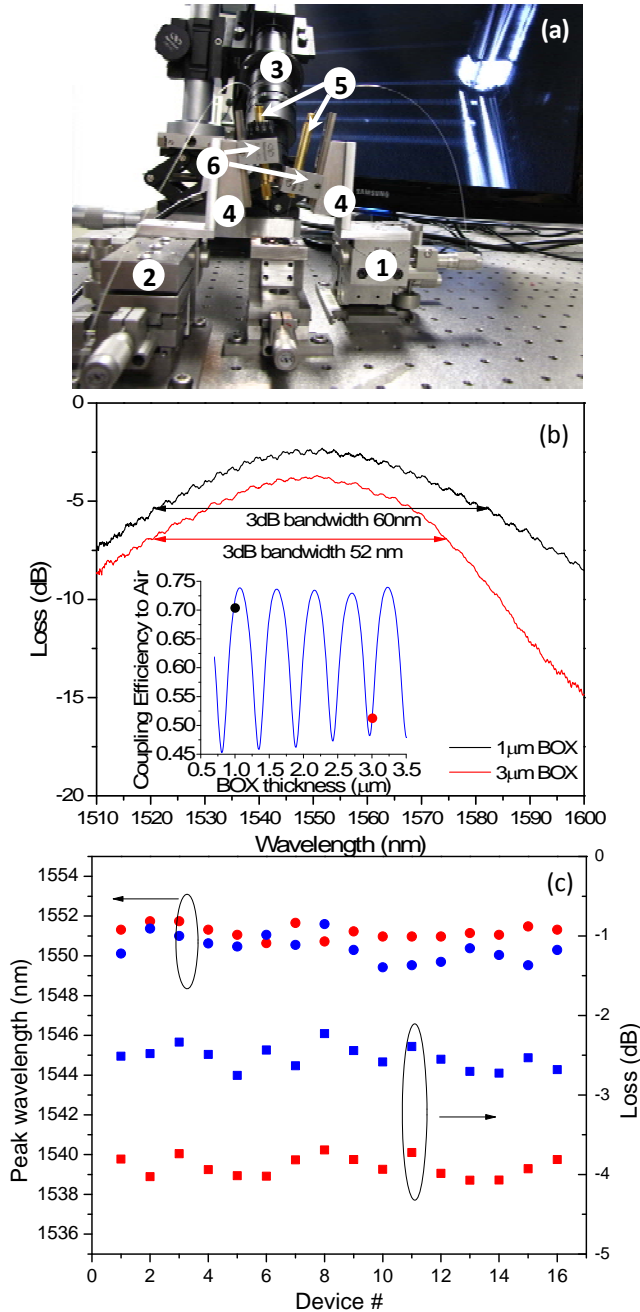 (a)
3
5
6
4
4
2
1
SAMSUNG
0
-5
-10
-15
-20
Loss (dB)
(b)
3dB bandwidth 60nm
3dB bandwidth 52 nm
0.75
0.70
0.65
0.60
0.55
0.50
0.45
Coupling Efficiency to Air
0.5 1.0 1.5 2.0 2.5 3.0 3.5
BOX thickness (μm)
1μm BOX
3μm BOX
1510 1520 1530 1540 1550 1560 1570 1580 1590 1600
Wavelength (nm)
(c)
1554
1552
1550
1548
1546
1544
1542
1540
1538
1536
Peak wavelength (nm)
0
-1
-2
-3
-4
-5
Loss (dB)
0 2 4 6 8 10 12 14 16
Device #